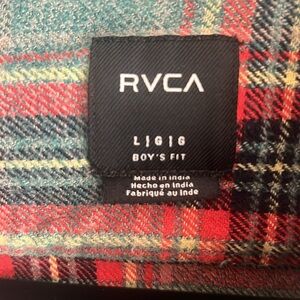 RVCA
L|G|G
BOY'S FIT
Made in India
Hecho en India
Fabriqué au Inde